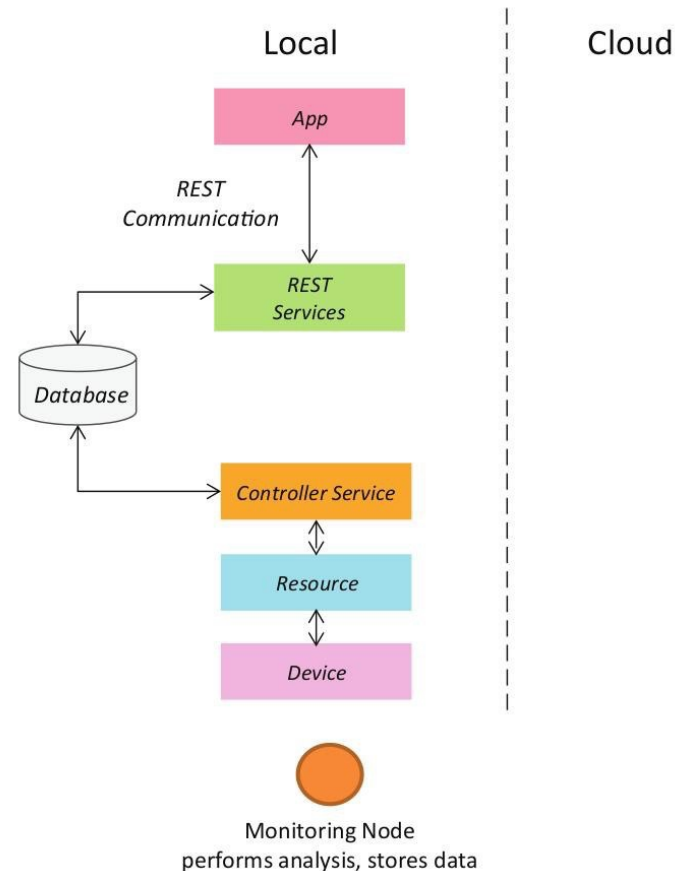 Local
Cloud
App
REST
Communication
REST
Services
Database
Controller Service
Resource
Device
Monitoring Node
performs analysis, stores data